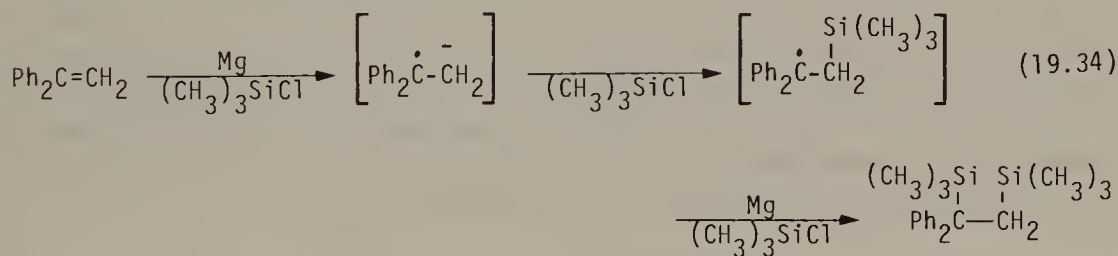 Ph₂C=CH₂ Mg (CH₃)₃SiCl [Ph₂Ċ-C̄H₂] (CH₃)₃SiCl [Ph₂Ċ-CH₂ Si(CH₃)₃] (19.34)
Mg (CH₃)₃SiCl (CH₃)₃Si Si(CH₃)₃ Ph₂C—CH₂